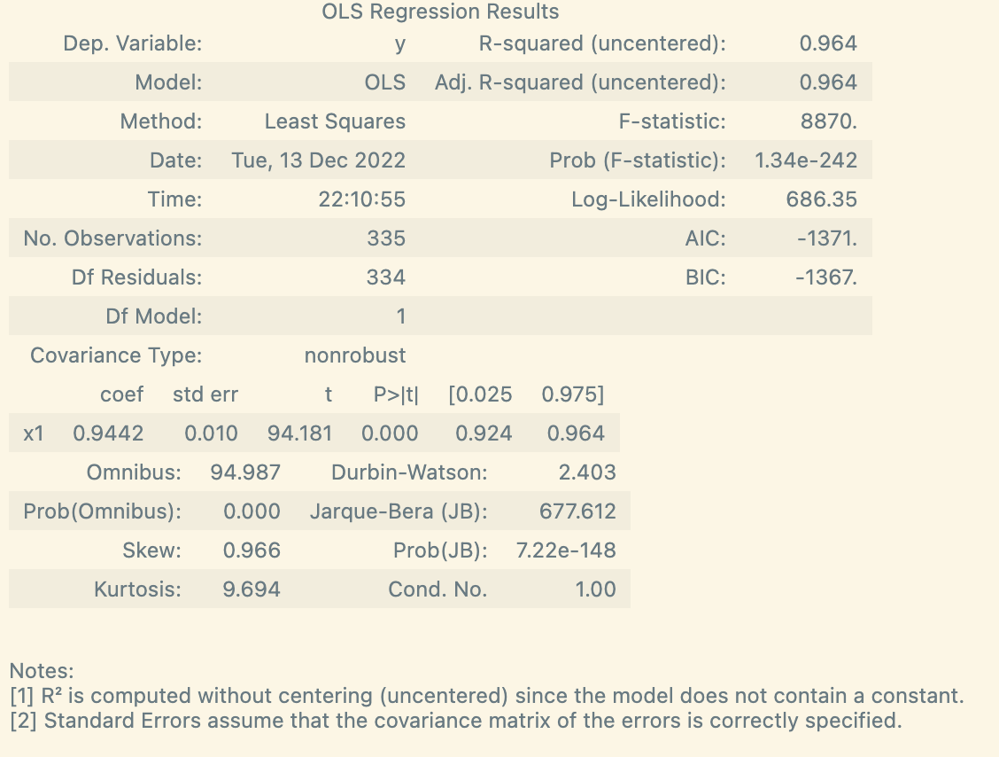 OLS Regression Results
Dep. Variable: y R-squared (uncentered): 0.964
Model: OLS Adj. R-squared (uncentered): 0.964
Method: Least Squares F-statistic: 8870.
Date: Tue, 13 Dec 2022 Prob (F-statistic): 1.34e-242
Time: 22:10:55 Log-Likelihood: 686.35
No. Observations: 335 AIC: -1371.
Df Residuals: 334 BIC: -1367.
Df Model: 1
Covariance Type: nonrobust
coef std err t P>|t| [0.025 0.975]
x1 0.9442 0.010 94.181 0.000 0.924 0.964
Omnibus: 94.987 Durbin-Watson: 2.403
Prob(Omnibus): 0.000 Jarque-Bera (JB): 677.612
Skew: 0.966 Prob(JB): 7.22e-148
Kurtosis: 9.694 Cond. No. 1.00
Notes:
[1] R² is computed without centering (uncentered) since the model does not contain a constant.
[2] Standard Errors assume that the covariance matrix of the errors is correctly specified.